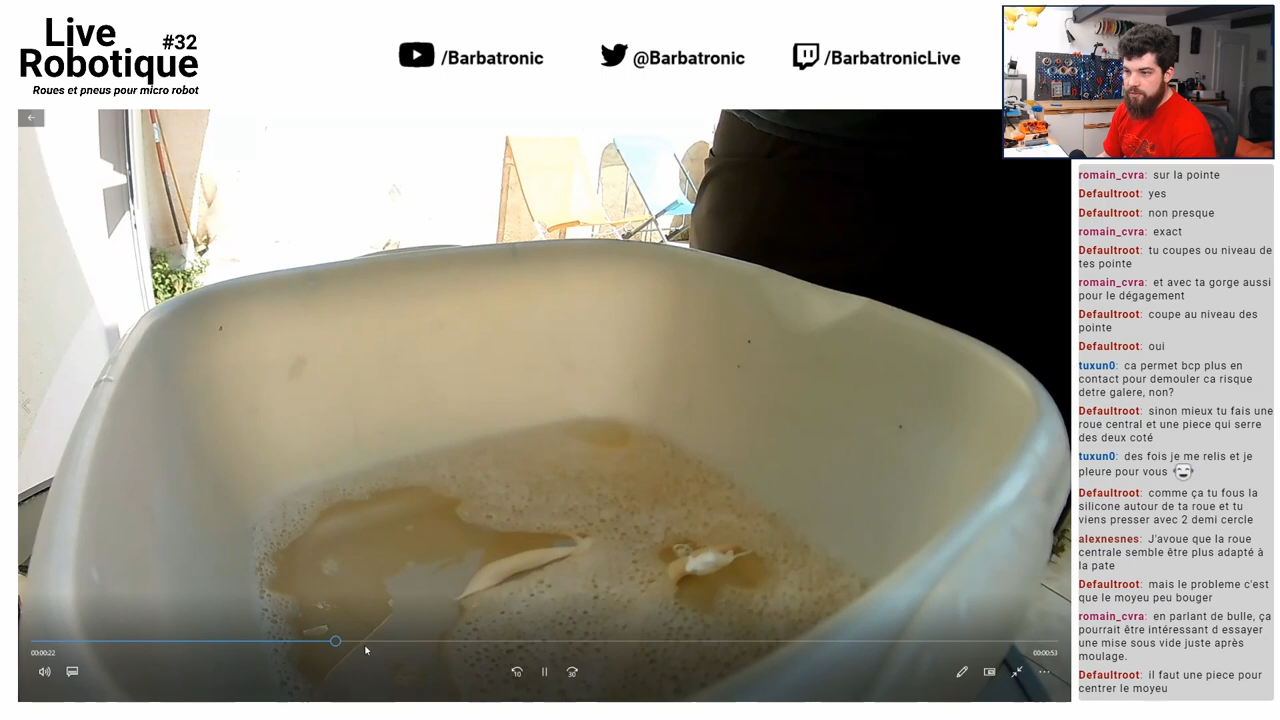 Live
Robotique #32
Roues et pneus pour micro robot
/Barbatronic
@Barbatronic
/BarbatronicLive
romain_cvra: sur la pointe
Defaultroot: yes
Defaultroot: non presque
romain_cvra: exact
Defaultroot: tu coupes ou niveau de
tes pointe
romain_cvra: et avec ta gorge aussi
pour le dégagement
Defaultroot: coupe au niveau des
pointe
Defaultroot: oui
tuxun0: ca permet bcp plus en
contact pour demouler ca risque
detre galere, non?
Defaultroot: sinon mieux tu fais une
roue central et une piece qui serre
des deux coté
tuxun0: des fois je me relis et je
pleure pour vous
Defaultroot: comme ça tu fous la
silicone autour de ta roue et tu
viens presser avec 2 demi cercle
alexnesnes: J'avoue que la roue
centrale semble être plus adapté à
la pate
Defaultroot: mais le probleme c'est
que le moyeu peu bouger
romain_cvra: en parlant de bulle, ça
pourrait être intéressant d essayer
une mise sous vide juste après
moulage.
Defaultroot: il faut une piece pour
centrer le moyeu
00:00:22
00:00:53
10
30